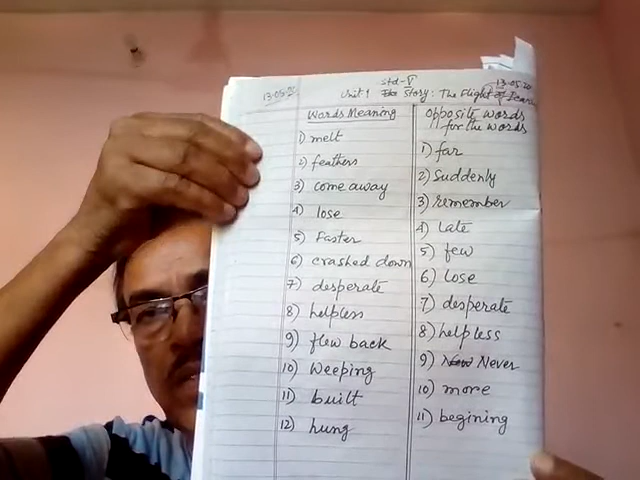 Std-V
13-05-20
13-05-20
Unit 1 Story: The Flight of
Words Meaning
1) melt
2) feathers
3) come away
4) lose
5) Faster
6) crashed down
7) desperate
8) helpless
9) flew back
10) Weeping
11) built
12) hung
Opposite Words
for the words
1) far
2) Suddenly
3) remember
4) Late
5) few
6) Lose
7) desperate
8) helpless
9) Never
10) more
11) begining